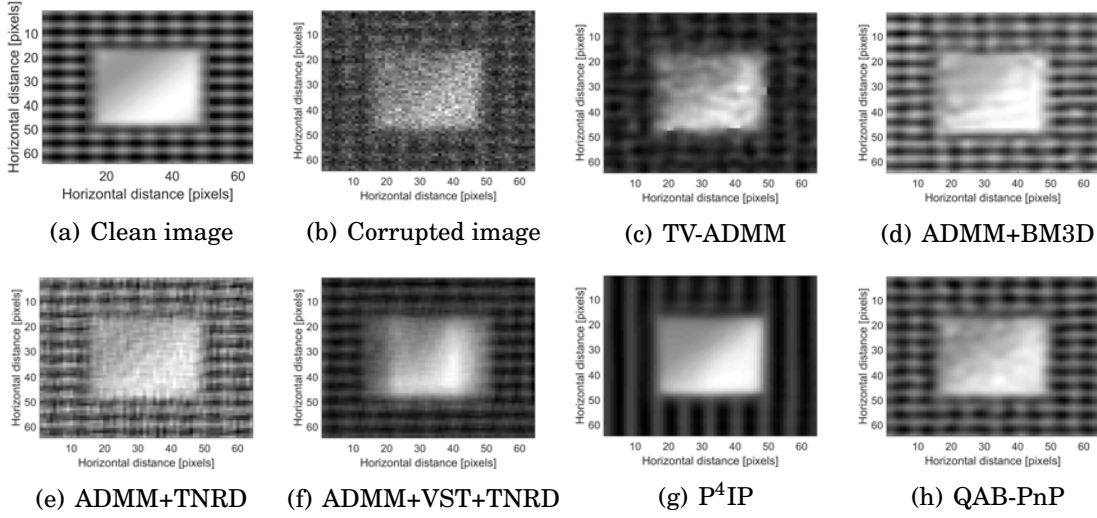 Horizontal distance [pixels]
10
20
30
40
50
60
20 40 60
Horizontal distance [pixels]
(a) Clean image
Horizontal distance [pixels]
10
20
30
40
50
60
10 20 30 40 50 60
Horizontal distance [pixels]
(b) Corrupted image
Horizontal distance [pixels]
10
20
30
40
50
60
10 20 30 40 50 60
Horizontal distance [pixels]
(c) TV-ADMM
Horizontal distance [pixels]
10
20
30
40
50
60
10 20 30 40 50 60
Horizontal distance [pixels]
(d) ADMM+BM3D
Horizontal distance [pixels]
10
20
30
40
50
60
10 20 30 40 50 60
Horizontal distance [pixels]
(e) ADMM+TNRD
Horizontal distance [pixels]
10
20
30
40
50
60
10 20 30 40 50 60
Horizontal distance [pixels]
(f) ADMM+VST+TNRD
Horizontal distance [pixels]
10
20
30
40
50
60
10 20 30 40 50 60
Horizontal distance [pixels]
(g) P⁴IP
Horizontal distance [pixels]
10
20
30
40
50
60
10 20 30 40 50 60
Horizontal distance [pixels]
(h) QAB-PnP